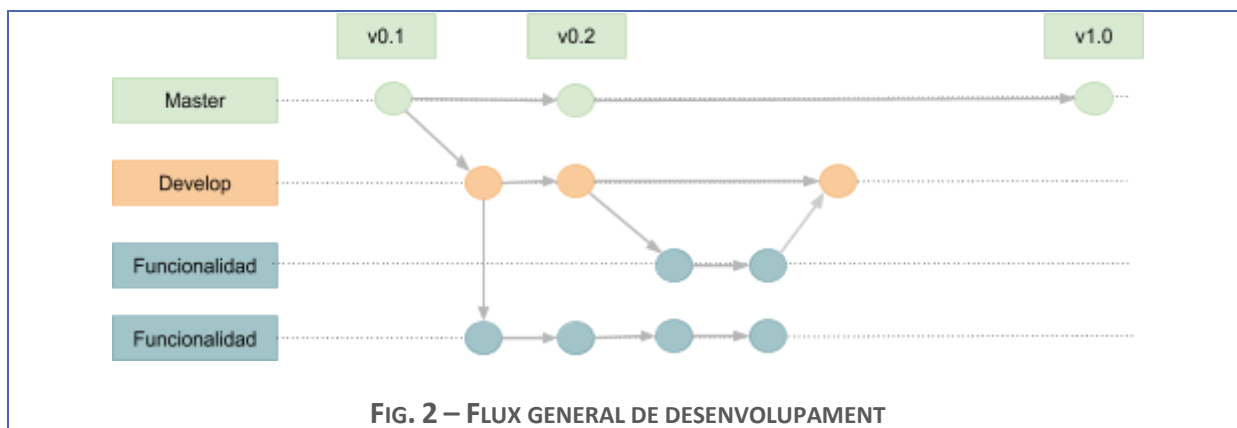 v0.1
v0.2
v1.0
Master
Develop
Funcionalidad
Funcionalidad
FIG. 2 – FLUX GENERAL DE DESENVOLUPAMENT